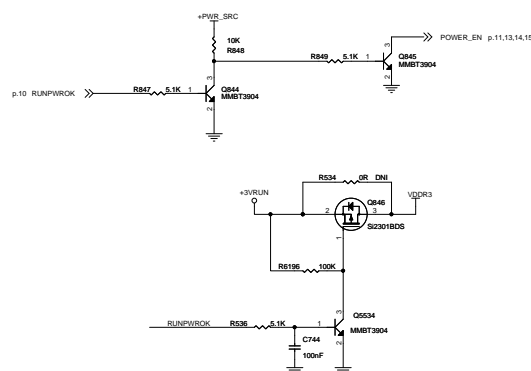 +PWR_SRC
10K
R848
p.10 RUNPWROK
R847 5.1K 1
3
Q844
MMBT3904
2
R849 5.1K 1
3
Q845
MMBT3904
2
POWER_EN p.11,13,14,15
R534 0R DNI
+3VRUN
Q846
VDDR3
2 3
Si2301BDS
1
R6196 100K
RUNPWROK R536 5.1K 1
3
Q5534
MMBT3904
2
C744
100nF